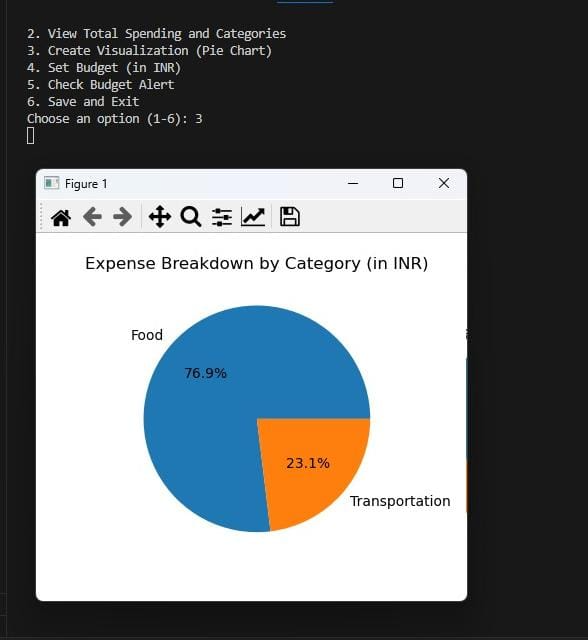 2. View Total Spending and Categories
3. Create Visualization (Pie Chart)
4. Set Budget (in INR)
5. Check Budget Alert
6. Save and Exit
Choose an option (1-6): 3
Figure 1
Expense Breakdown by Category (in INR)
Food
76.9%
23.1%
Transportation